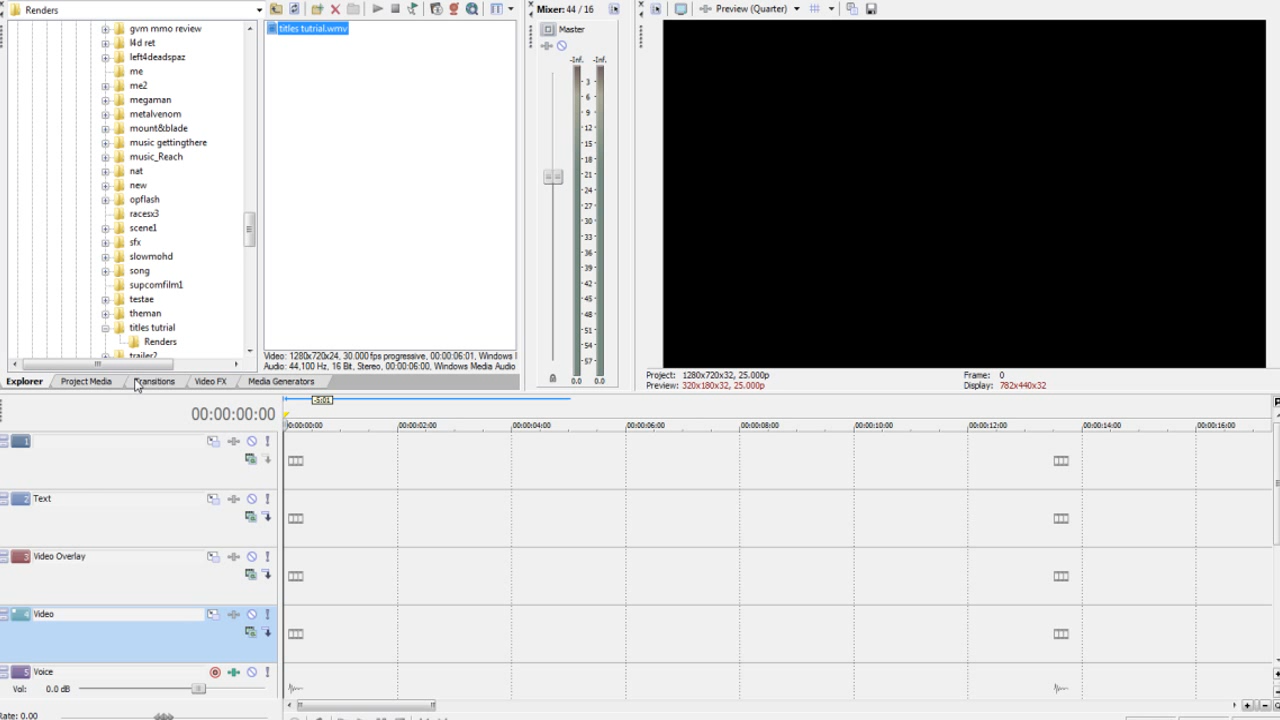 Renders
gvm mmo review
l4d ret
left4deadspaz
me
me2
megaman
metalvenom
mount&blade
music gettingthere
music_Reach
nat
new
opflash
racesx3
scene1
sfx
slowmohd
song
supcomfilm1
testae
theman
titles tutrial
Renders
trailer2
titles tutrial.wmv
Video: 1280x720x24, 30.000 fps progressive, 00:00:06:01, Windows
Audio: 44,100 Hz, 16 Bit, Stereo, 00:00:06:00, Windows Media Audio
Explorer Project Media Transitions Video FX Media Generators
Mixer: 44 / 16
Master
-Inf. -Inf.
3
6
9
12
15
18
21
24
27
30
33
36
39
42
45
48
51
54
57
0.0 0.0
Preview (Quarter)
Project: 1280x720x32, 25.000p Frame: 0
Preview: 320x180x32, 25.000p Display: 782x440x32
00:00:00:00
-5:01
00:00:00:00 00:00:02:00 00:00:04:00 00:00:06:00 00:00:08:00 00:00:10:00 00:00:12:00 00:00:14:00 00:00:16:00
1
2 Text
3 Video Overlay
4 Video
5 Voice
Vol: 0.0 dB
Rate: 0.00